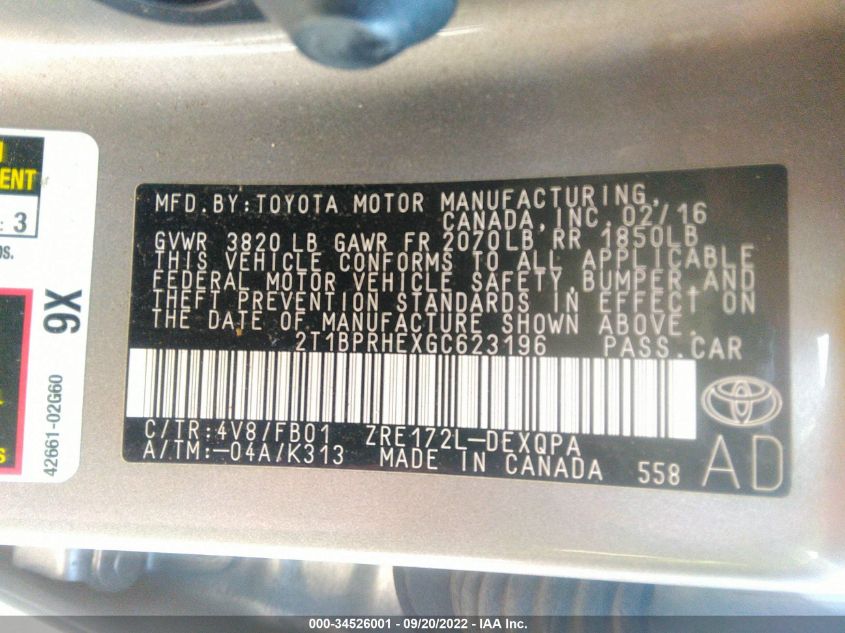 MFD.BY:TOYOTA MOTOR MANUFACTURING,
CANADA,INC. 02/16
GVWR 3820 LB GAWR FR 2070LB RR 1850LB
THIS VEHICLE CONFORMS TO ALL APPLICABLE
FEDERAL MOTOR VEHICLE SAFETY,BUMPER,AND
THEFT PREVENTION STANDARDS IN EFFECT ON
THE DATE OF MANUFACTURE SHOWN ABOVE.
2T1BPRHEXGC623196 PASS.CAR
C/TR:4V8/FB01 ZRE172L-DEXQPA
A/TM:-04A/K313 MADE IN CANADA 558
AD
: 3
9X
42661-02G60
000-34526001 - 09/20/2022 - IAA Inc.